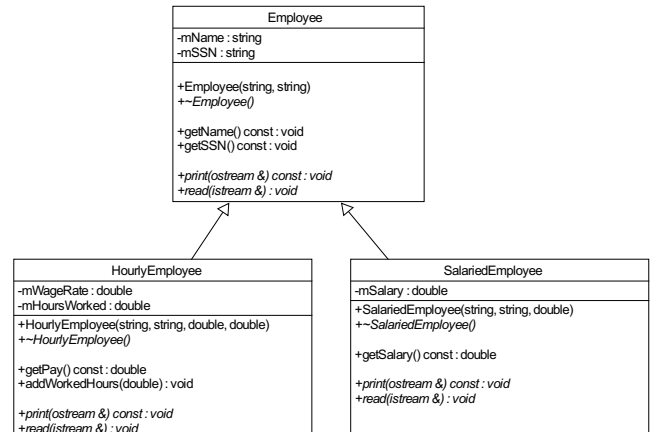 Employee
-mName : string
-mSSN : string
+Employee(string, string)
+~Employee()
+getName() const : void
+getSSN() const : void
+print(ostream &) const : void
+read(istream &) : void
HourlyEmployee
-mWageRate : double
-mHoursWorked : double
+HourlyEmployee(string, string, double, double)
+~HourlyEmployee()
+getPay() const : double
+addWorkedHours(double) : void
+print(ostream &) const : void
+read(istream &) : void
SalariedEmployee
-mSalary : double
+SalariedEmployee(string, string, double)
+~SalariedEmployee()
+getSalary() const : double
+print(ostream &) const : void
+read(istream &) : void